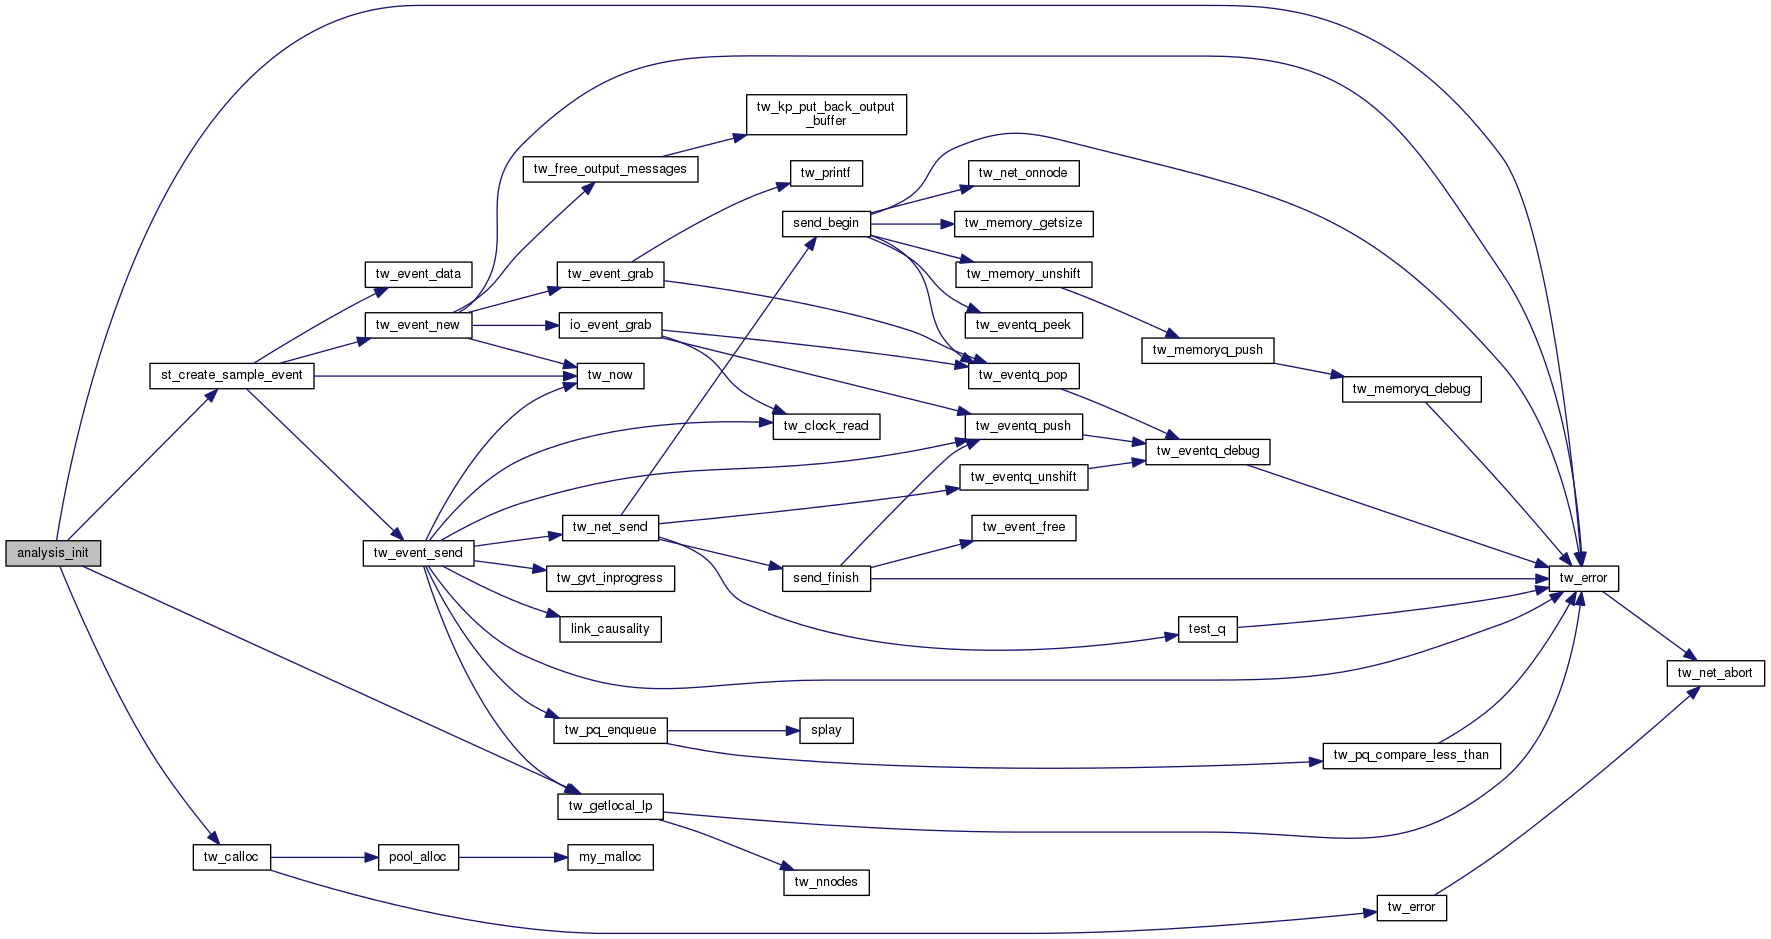 tw_kp_put_back_output
_buffer
tw_free_output_messages
tw_printf
tw_net_onnode
send_begin
tw_memory_getsize
tw_event_data
tw_event_grab
tw_memory_unshift
tw_event_new
io_event_grab
tw_eventq_peek
tw_memoryq_push
st_create_sample_event
tw_now
tw_eventq_pop
tw_memoryq_debug
tw_clock_read
tw_eventq_push
tw_eventq_debug
tw_eventq_unshift
tw_net_send
tw_event_free
analysis_init
tw_event_send
tw_gvt_inprogress
send_finish
tw_error
link_causality
test_q
tw_net_abort
tw_pq_enqueue
splay
tw_pq_compare_less_than
tw_getlocal_lp
tw_calloc
pool_alloc
my_malloc
tw_nnodes
tw_error